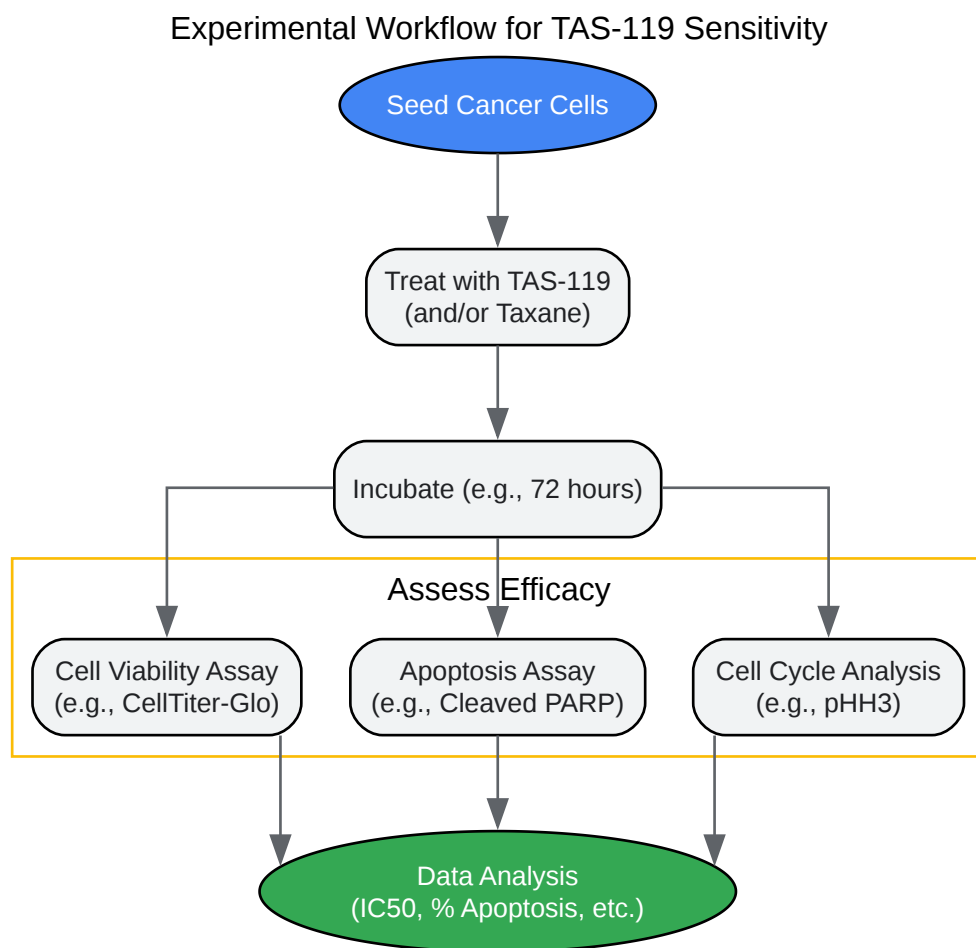 Experimental Workflow for TAS-119 Sensitivity
Seed Cancer Cells
Treat with TAS-119
(and/or Taxane)
Incubate (e.g., 72 hours)
Assess Efficacy
Cell Viability Assay
(e.g., CellTiter-Glo)
Apoptosis Assay
(e.g., Cleaved PARP)
Cell Cycle Analysis
(e.g., pHH3)
Data Analysis
(IC50, % Apoptosis, etc.)